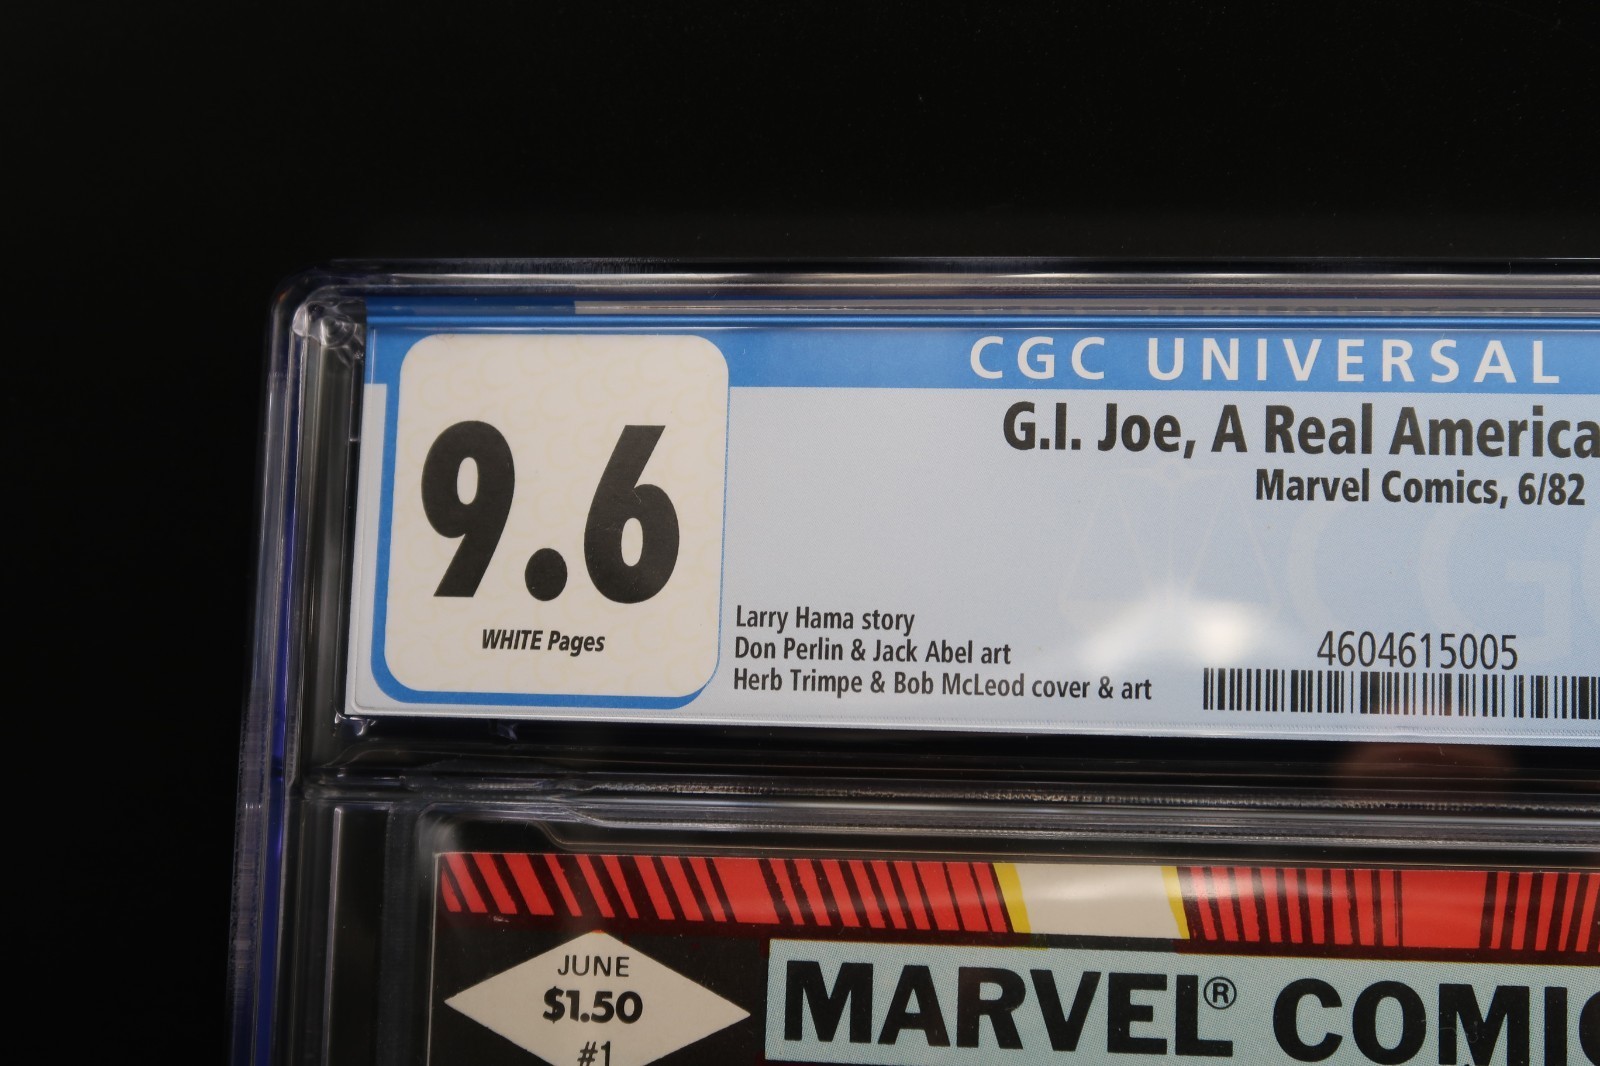 CGC UNIVERSAL
G.I. Joe, A Real America
Marvel Comics, 6/82
9.6
WHITE Pages
Larry Hama story
Don Perlin & Jack Abel art
Herb Trimpe & Bob McLeod cover & art
4604615005
JUNE
$1.50
#1
MARVEL® COMIC